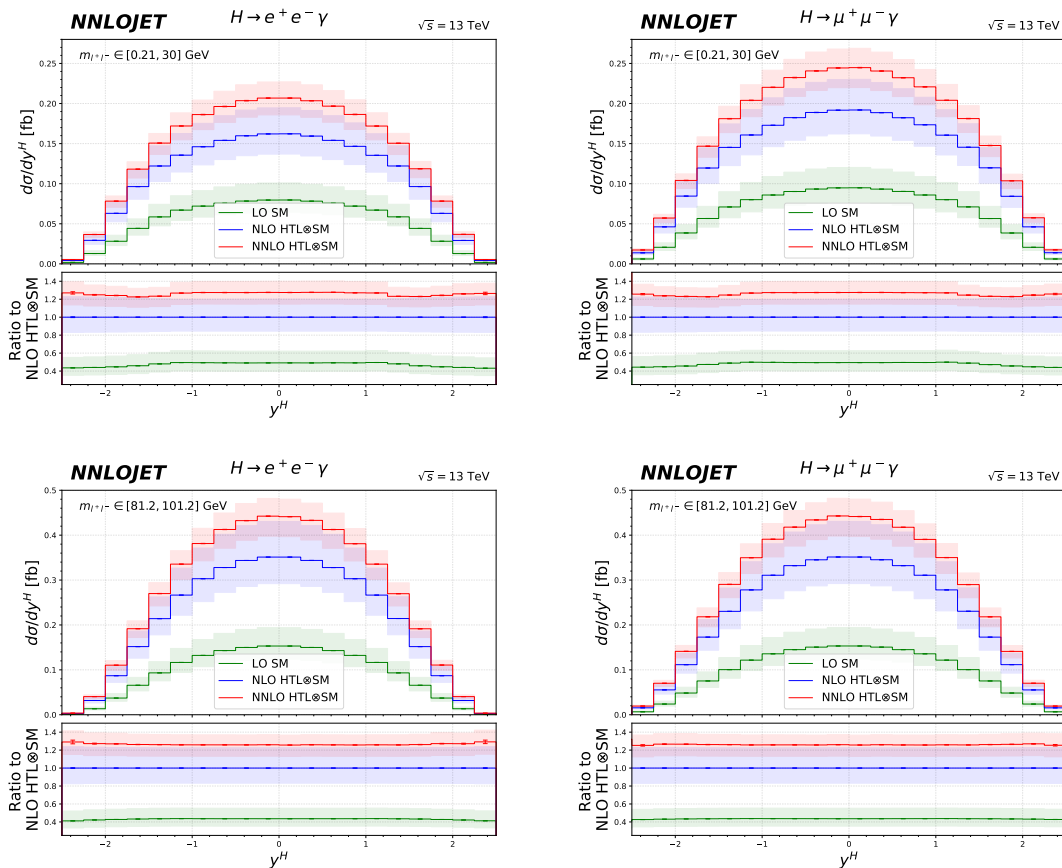 NNLOJET H → e⁺e⁻γ √s = 13 TeV
m_{l⁺l⁻} ∈ [0.21, 30] GeV
dσ/dy^H [fb]
0.25
0.20
0.15
0.10
0.05
0.00
LO SM
NLO HTL⊗SM
NNLO HTL⊗SM
Ratio to
NLO HTL⊗SM
1.4
1.2
1.0
0.8
0.6
0.4
−2 −1 0 1 2
y^H
NNLOJET H → μ⁺μ⁻γ √s = 13 TeV
m_{l⁺l⁻} ∈ [0.21, 30] GeV
dσ/dy^H [fb]
0.25
0.20
0.15
0.10
0.05
0.00
LO SM
NLO HTL⊗SM
NNLO HTL⊗SM
Ratio to
NLO HTL⊗SM
1.4
1.2
1.0
0.8
0.6
0.4
−2 −1 0 1 2
y^H
NNLOJET H → e⁺e⁻γ √s = 13 TeV
m_{l⁺l⁻} ∈ [81.2, 101.2] GeV
dσ/dy^H [fb]
0.5
0.4
0.3
0.2
0.1
0.0
LO SM
NLO HTL⊗SM
NNLO HTL⊗SM
Ratio to
NLO HTL⊗SM
1.4
1.2
1.0
0.8
0.6
0.4
−2 −1 0 1 2
y^H
NNLOJET H → μ⁺μ⁻γ √s = 13 TeV
m_{l⁺l⁻} ∈ [81.2, 101.2] GeV
dσ/dy^H [fb]
0.5
0.4
0.3
0.2
0.1
0.0
LO SM
NLO HTL⊗SM
NNLO HTL⊗SM
Ratio to
NLO HTL⊗SM
1.4
1.2
1.0
0.8
0.6
0.4
−2 −1 0 1 2
y^H